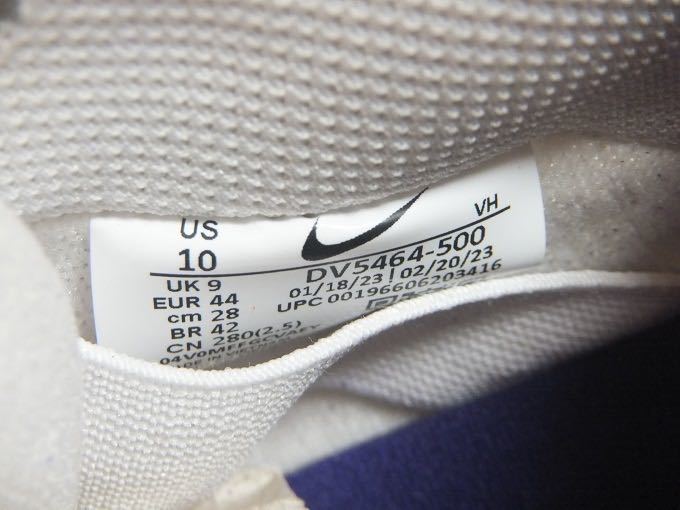 US
10
UK 9
EUR 44
cm 28
BR 42
CN 280(2.5)
VH
DV5464-500
01/18/23 | 02/20/23
UPC 00196606203416